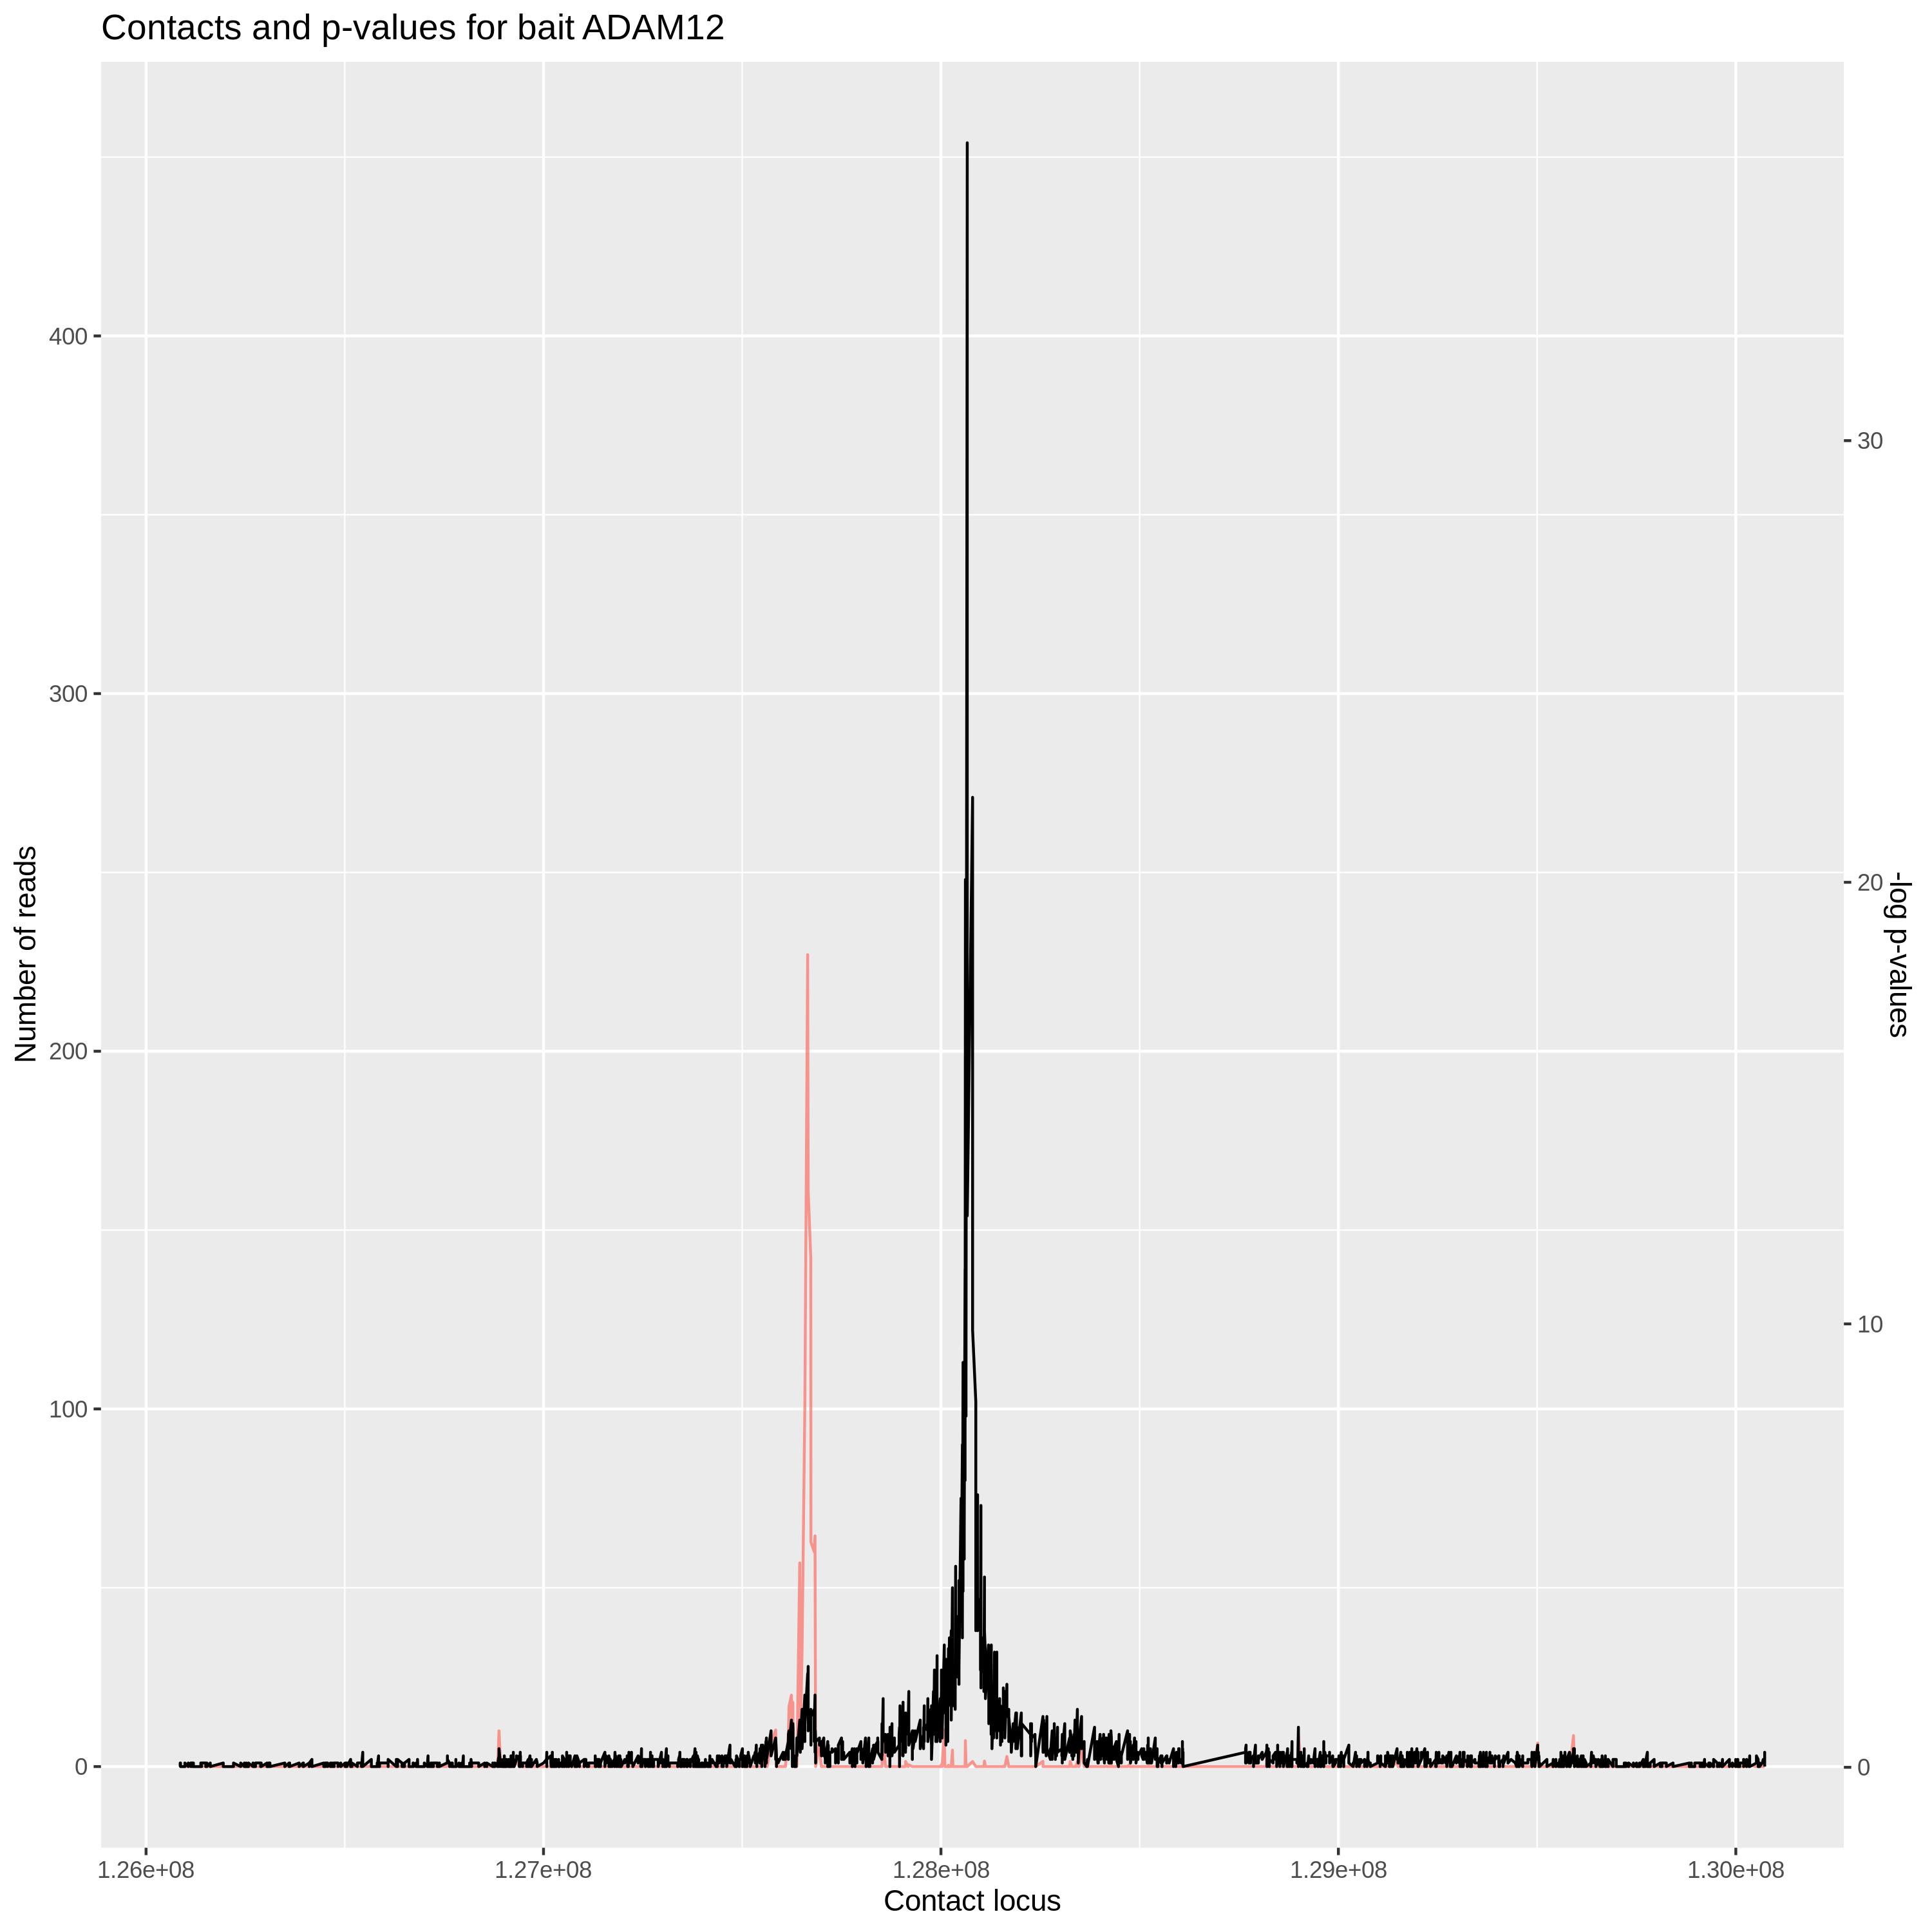 Contacts and p-values for bait ADAM12
400
300
200
100
0
Number of reads
30
20
10
0
-log p-values
1.26e+08
1.27e+08
1.28e+08
1.29e+08
1.30e+08
Contact locus